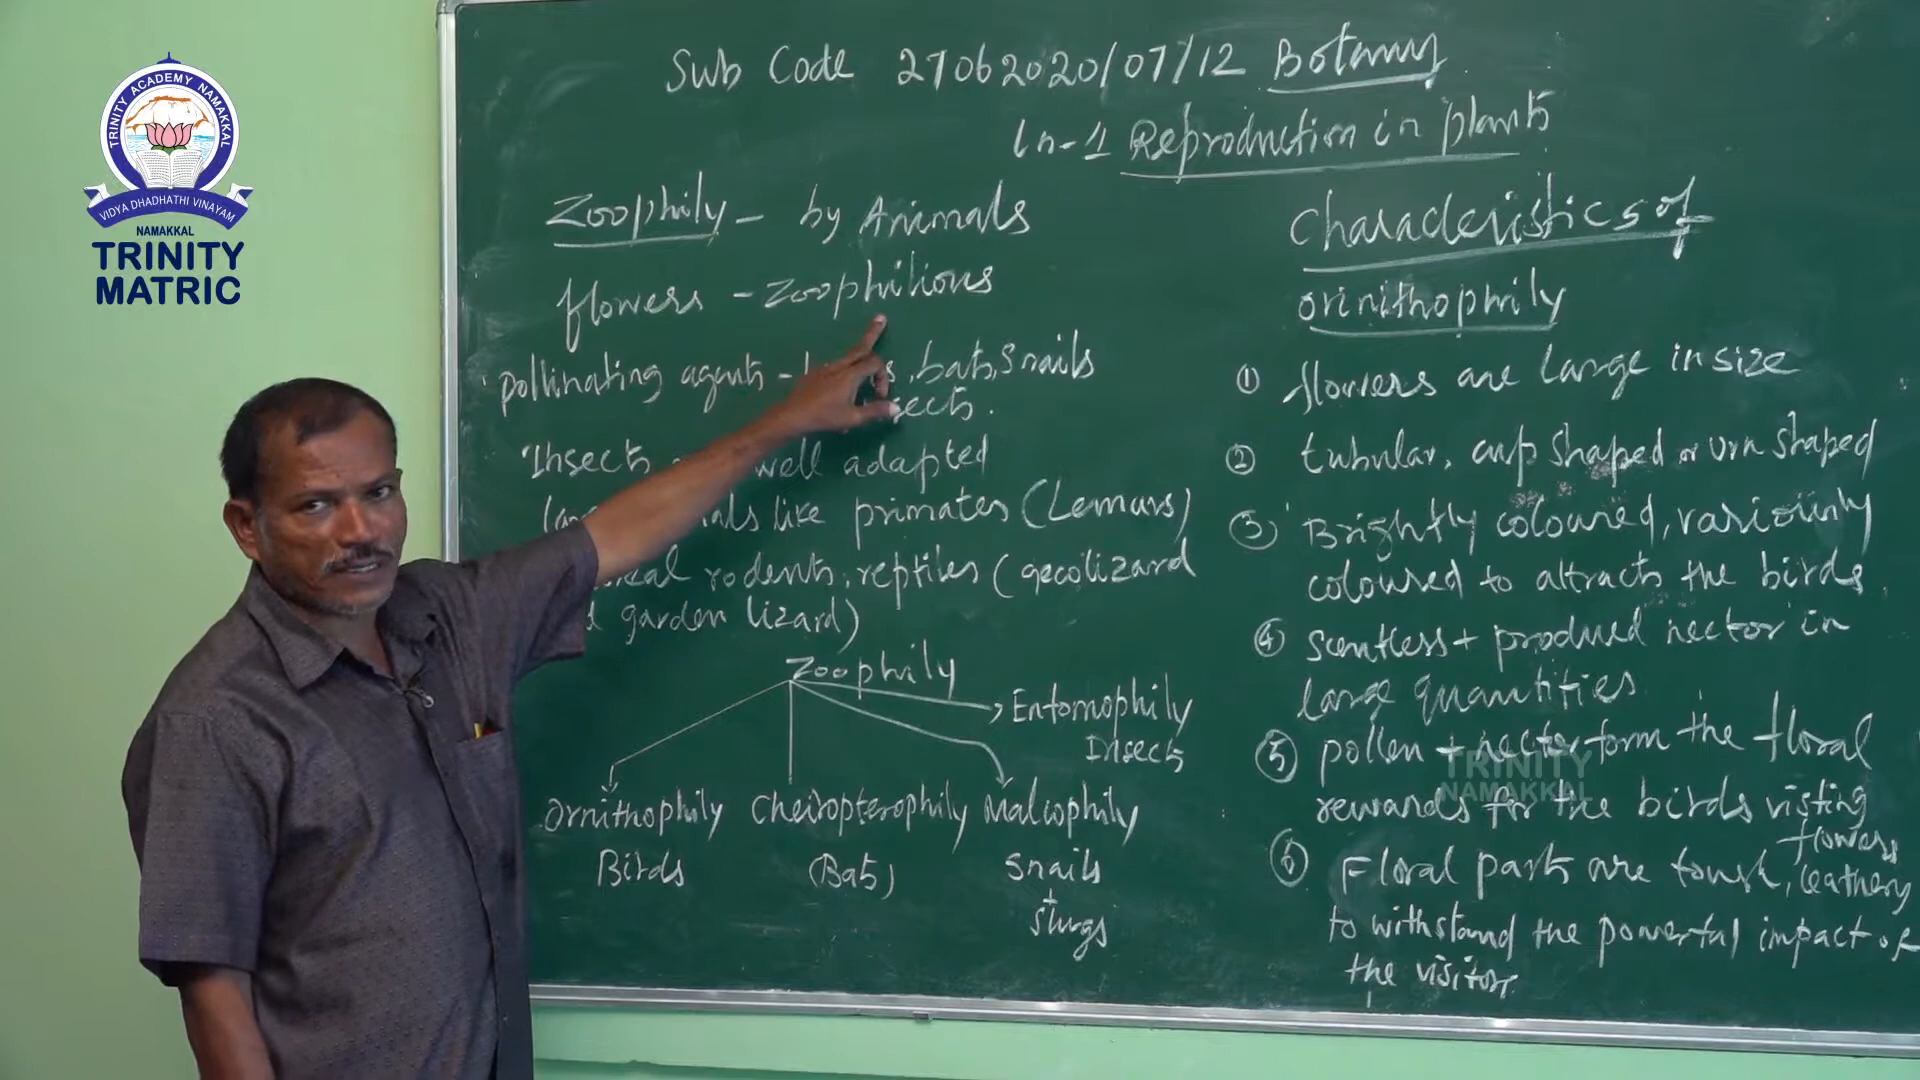 TRINITY ACADEMY NAMAKKAL
VIDYA DHADHATHI VINAYAM
NAMAKKAL
TRINITY
MATRIC
Sub Code 27062020/07/12 Botany
Ln-1 Reproduction in plants
Zoophily - by Animals
flowers - Zoophilious
pollinating agents - , bats, Snails
Insects well adapted
like primates (Lemurs)
rodents, reptiles (gecolizard
garden lizard)
Zoophily
Entomophily
Insects
Ornithophily Cheiropterophily Malcophily
Birds (Bats) Snails
+
Slugs
Characteristics of
orinithophily
① flowers are large in size
② tubular, cup shaped or urn shaped
③ Brightly coloured, variously
coloured to attracts the birds
④ scentless + produced nector in
large quantities
⑤ pollen + nector form the floral
rewards for the birds visting
flowers
⑥ Floral parts are tough, leathery
to withstand the powerful impact of
the visitor
TRINITY
NAMAKKAL